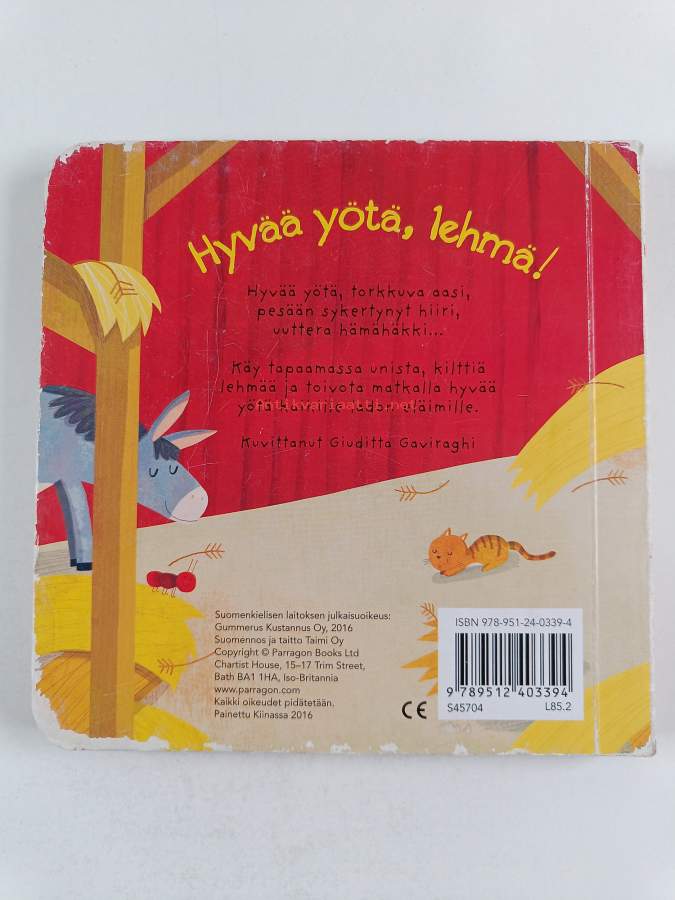 Hyvää yötä, lehmä!
Hyvää yötä, torkkuva aasi,
pesään sykertynyt hiiri,
uuttera hämähäkki...
Käy tapaamassa unista, kilttiä
lehmää ja toivota matkalla hyvää
yötä eläimille.
antikvariaatti.net
Kuvittanut Giuditta Gaviraghi
Suomenkielisen laitoksen julkaisuoikeus:
Gummerus Kustannus Oy, 2016
Suomennos ja taitto Taimi Oy
Copyright © Parragon Books Ltd
Chartist House, 15–17 Trim Street,
Bath BA1 1HA, Iso-Britannia
www.parragon.com
Kaikki oikeudet pidätetään.
Painettu Kiinassa 2016
CE
ISBN 978-951-24-0339-4
9 789512 403394
S45704 L85.2